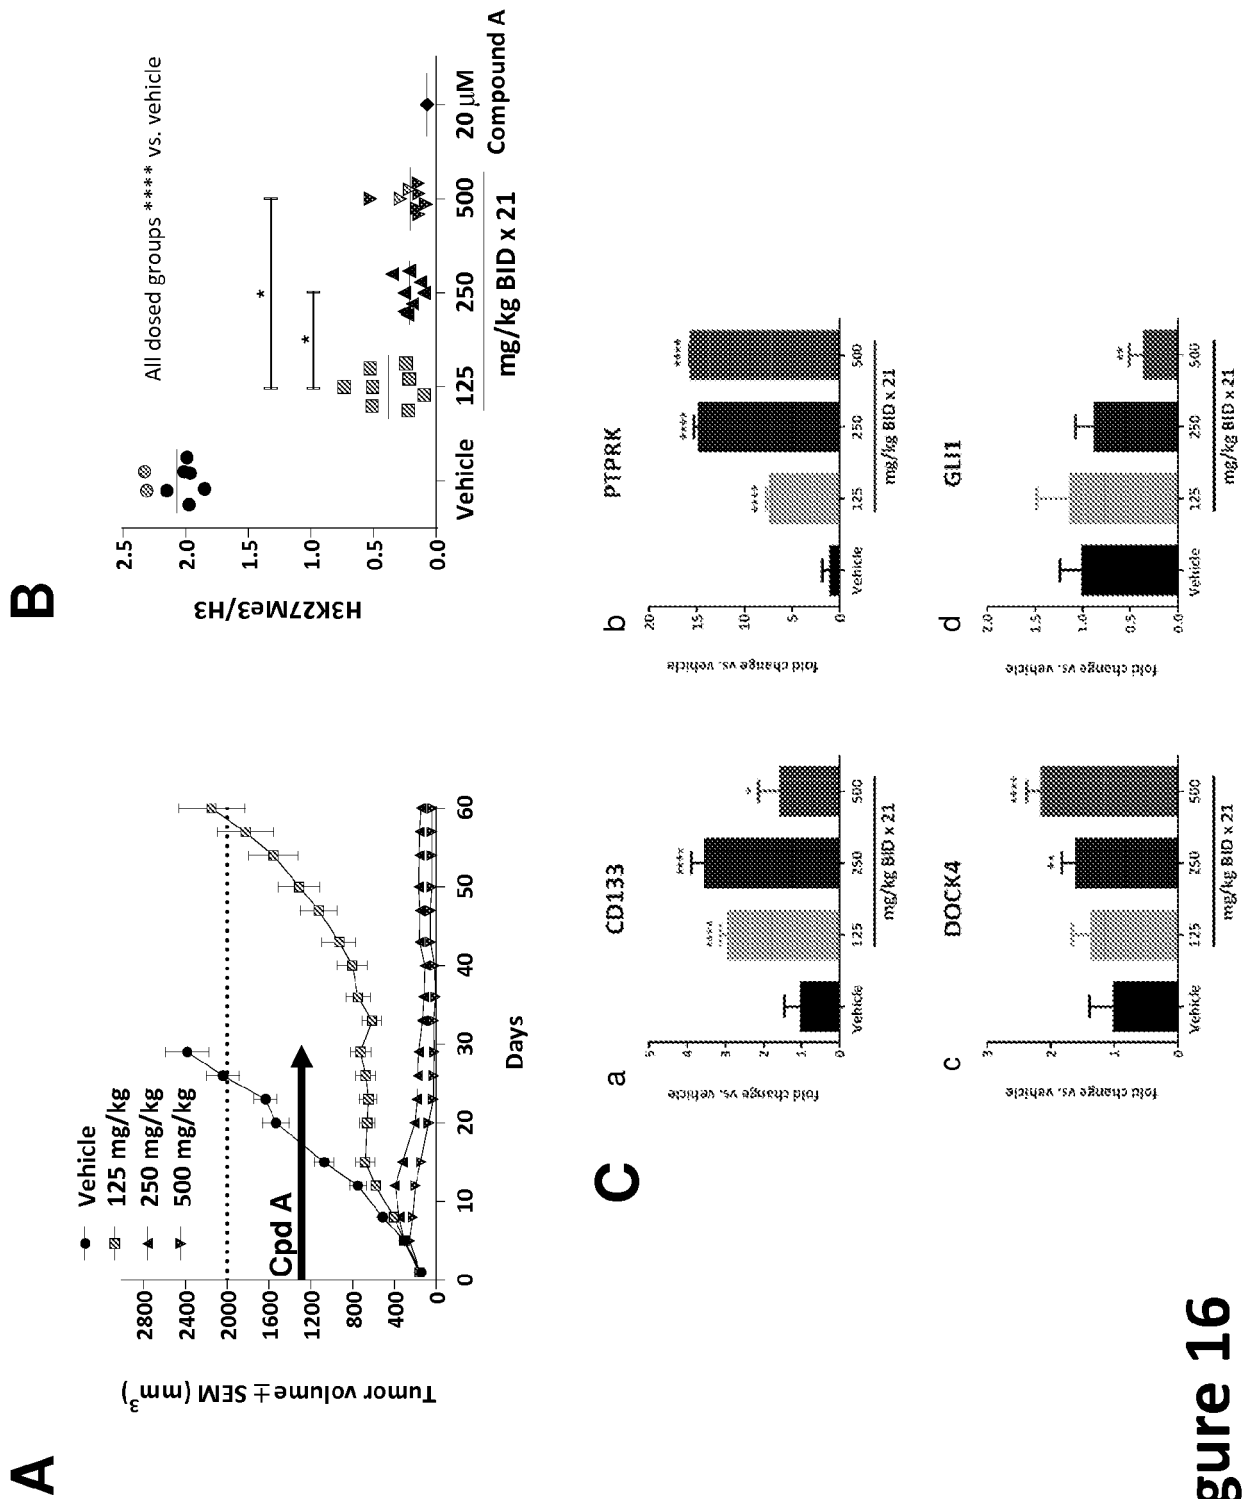 A
Tumor volume ± SEM (mm3)
2800
2400
2000
1600
1200
800
400
0
Vehicle
125 mg/kg
250 mg/kg
500 mg/kg
Cpd A
0 10 20 30 40 50 60
Days
B
All dosed groups **** vs. vehicle
H3K27Me3/H3
2.5
2.0
1.5
1.0
0.5
0.0
*
*
Vehicle 125 250 500 20 µM
mg/kg BID x 21
Compound A
C
a
CD133
fold change vs. vehicle
5
4
3
2
1
0
**** **** *
Vehicle 125 250 500
mg/kg BID x 21
b
PTPRK
fold change vs. vehicle
20
15
10
5
0
**** **** ****
Vehicle 125 250 500
mg/kg BID x 21
c
DOCK4
fold change vs. vehicle
3
2
1
0
** ****
Vehicle 125 250 500
mg/kg BID x 21
d
GLI1
fold change vs. vehicle
2.0
1.5
1.0
0.5
0.0
**
Vehicle 125 250 500
mg/kg BID x 21
gure 16